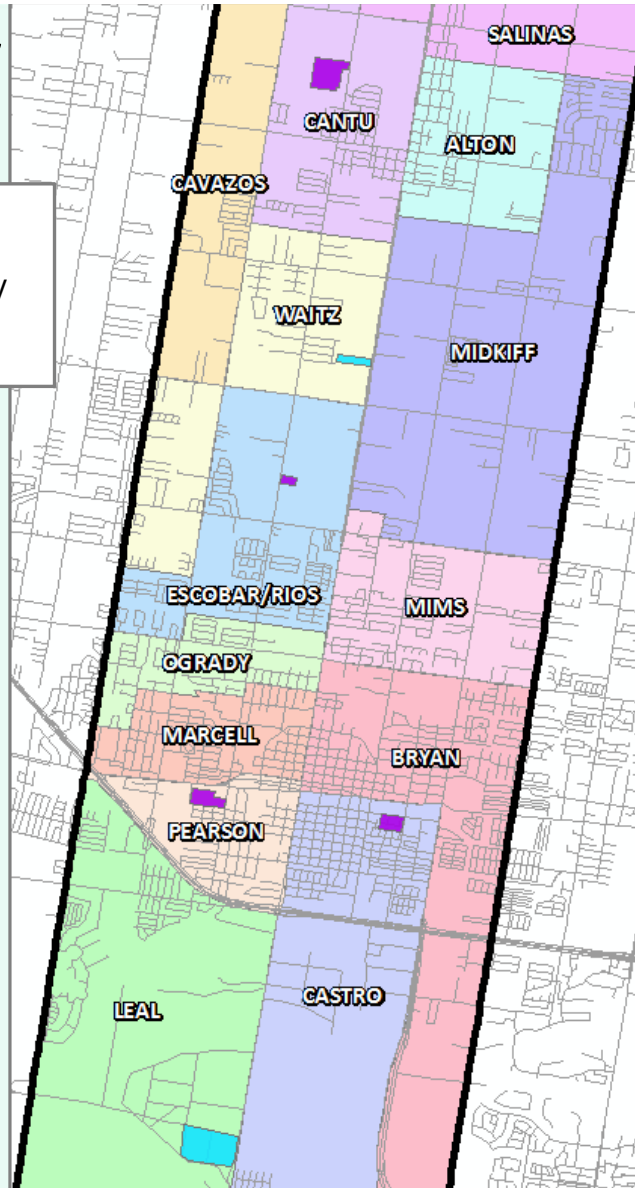 SALINAS
CANTU
ALTON
CAVAZOS
WAITZ
MIDKIFF
ESCOBAR/RIOS
MIMS
OGRADY
MARCELL
BRYAN
PEARSON
CASTRO
LEAL